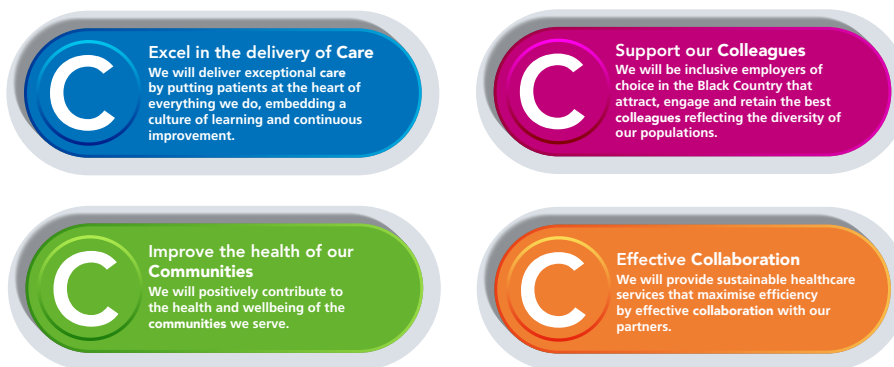 C
Excel in the delivery of Care
We will deliver exceptional care
by putting patients at the heart of
everything we do, embedding a
culture of learning and continuous
improvement.
C
Support our Colleagues
We will be inclusive employers of
choice in the Black Country that
attract, engage and retain the best
colleagues reflecting the diversity of
our populations.
C
Improve the health of our
Communities
We will positively contribute to
the health and wellbeing of the
communities we serve.
C
Effective Collaboration
We will provide sustainable healthcare
services that maximise efficiency
by effective collaboration with our
partners.